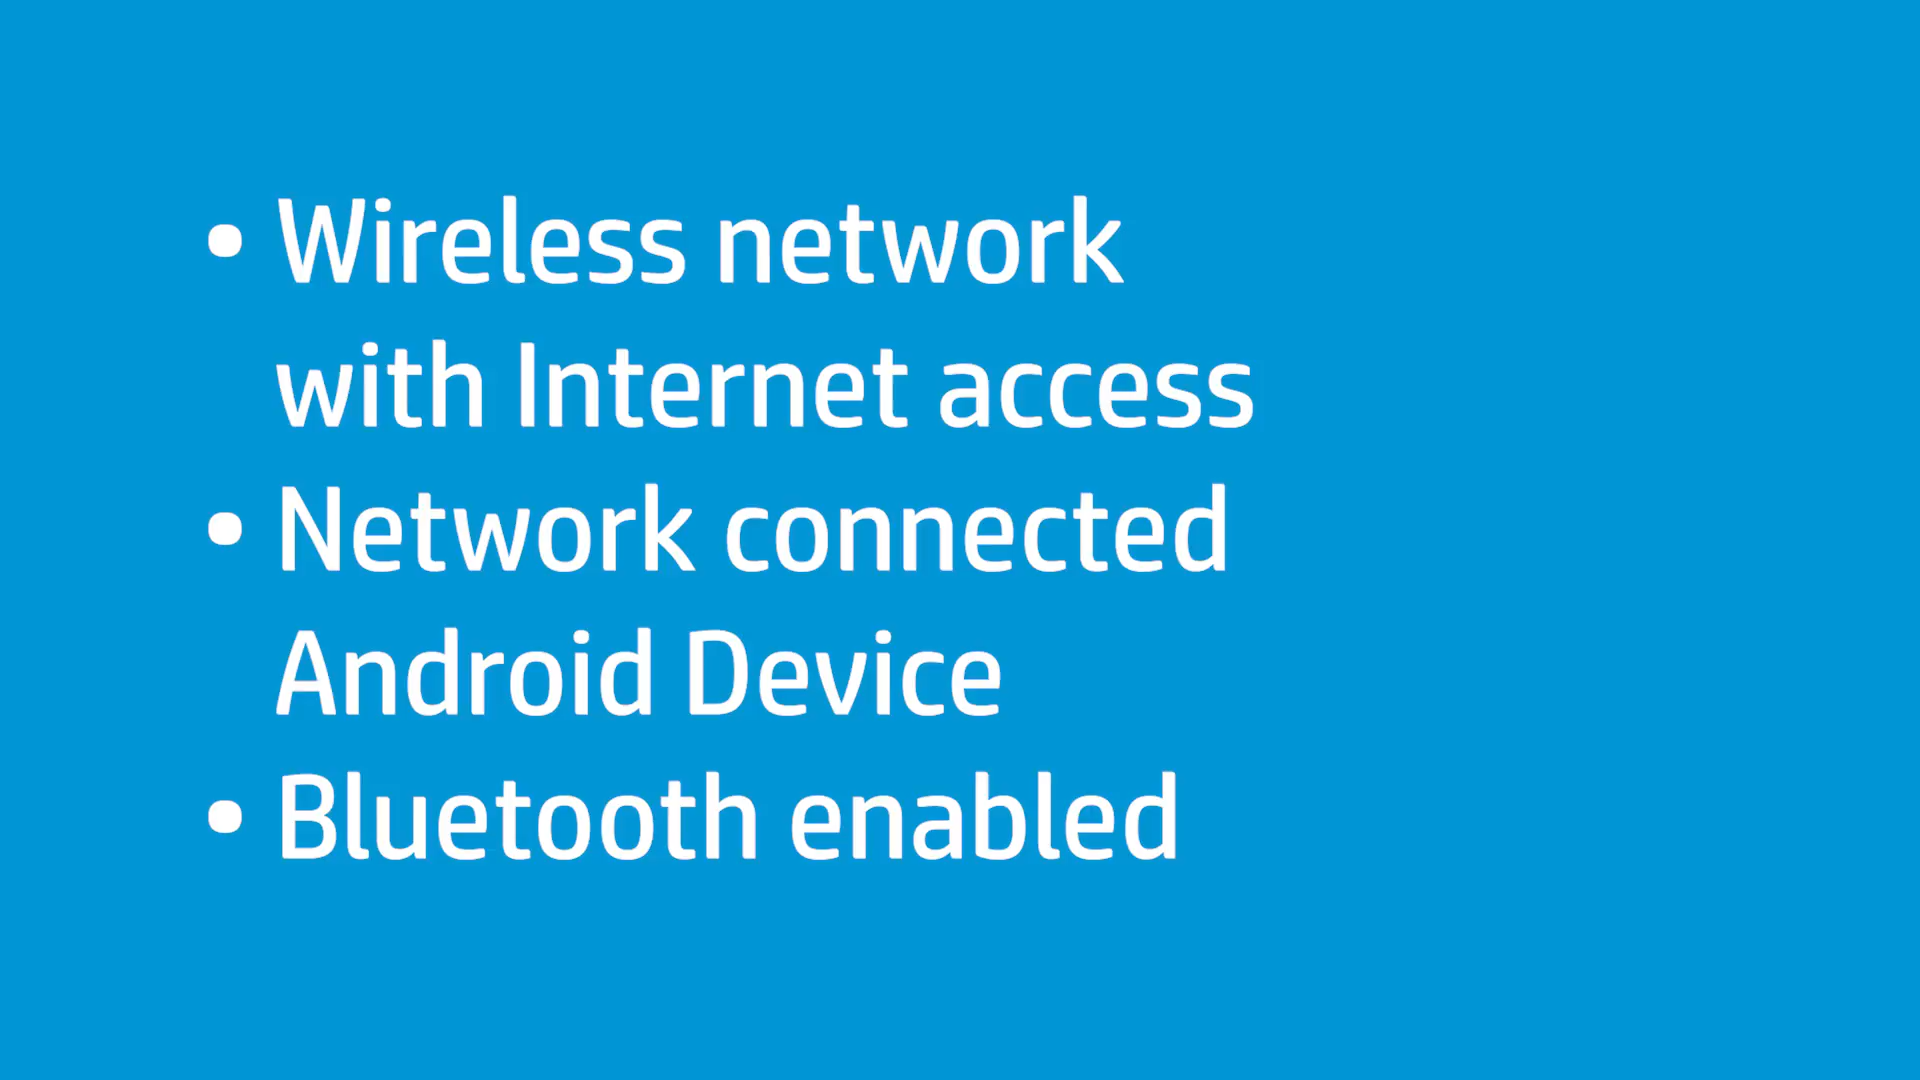 • Wireless network
with Internet access
• Network connected
Android Device
• Bluetooth enabled